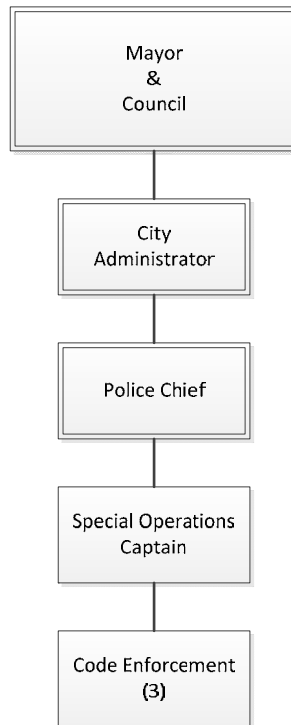 Mayor
&
Council
City
Administrator
Police Chief
Special Operations
Captain
Code Enforcement
(3)